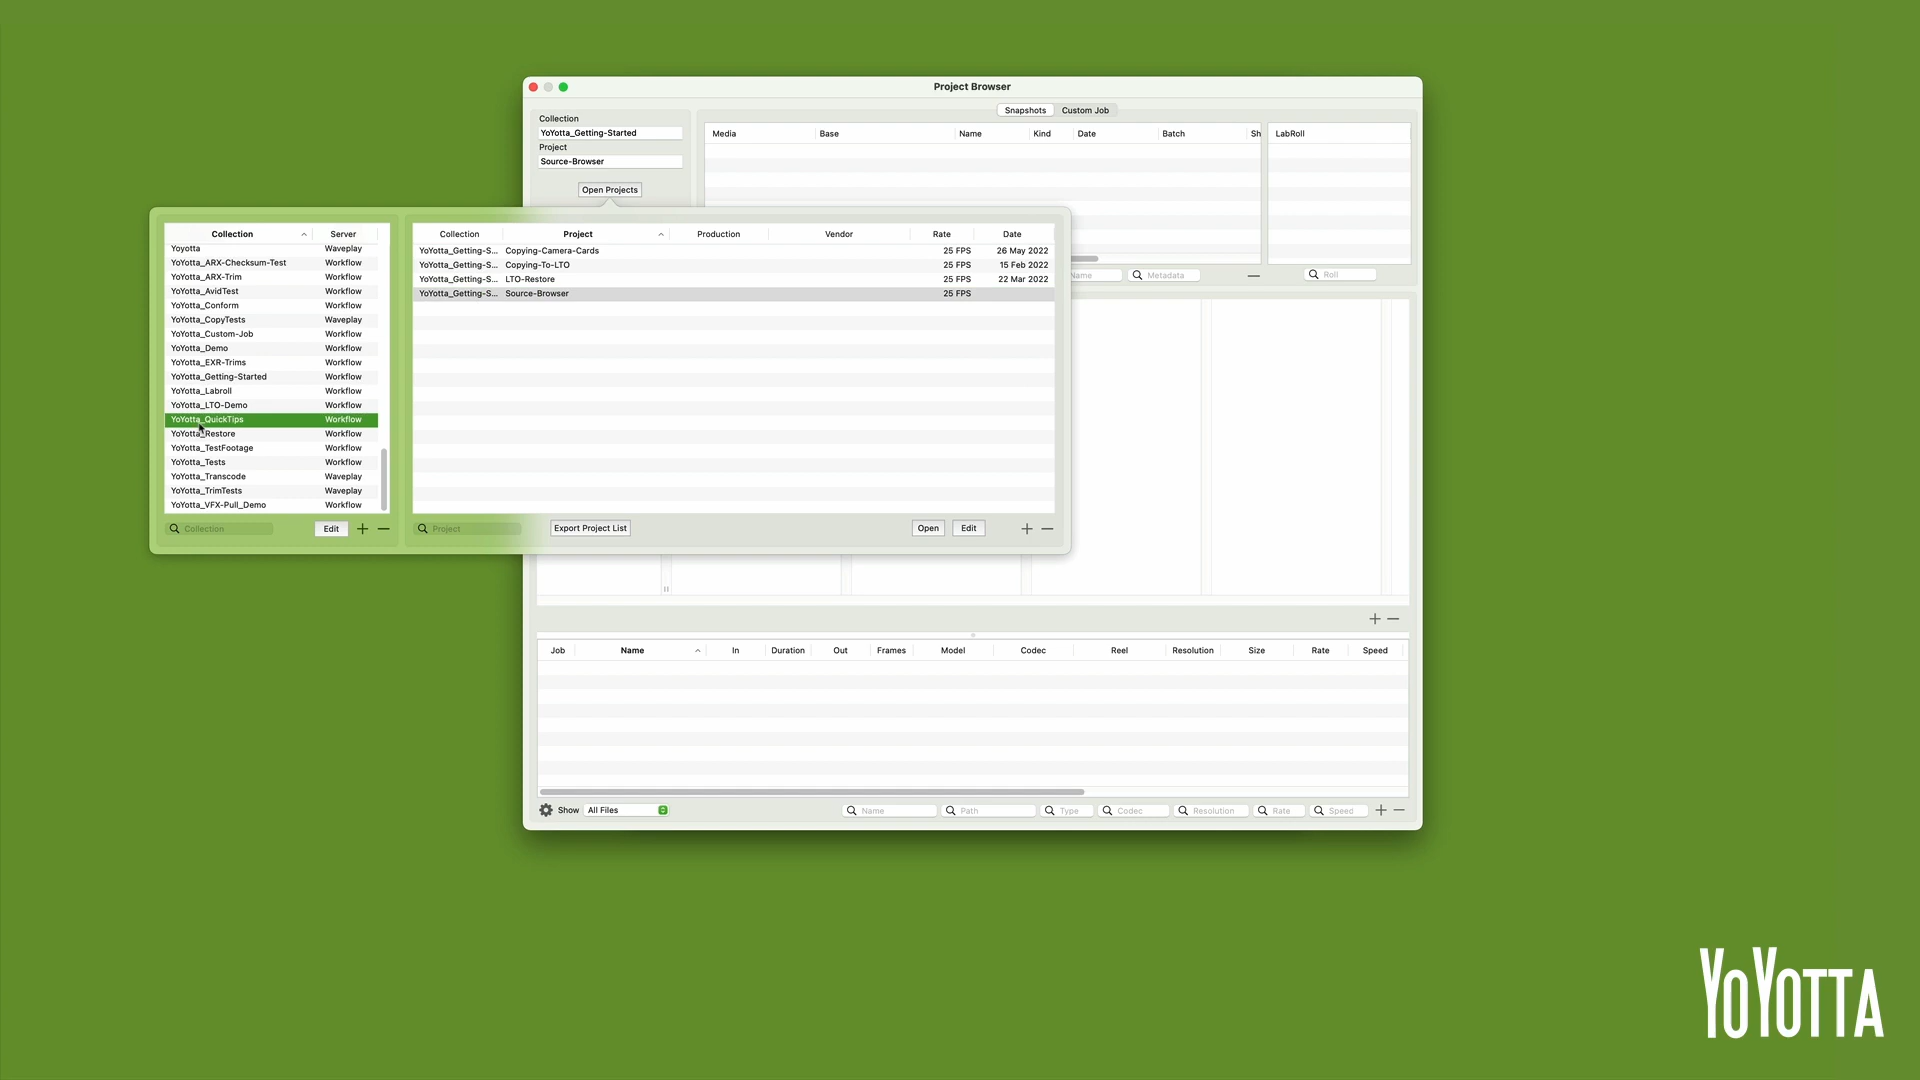 Project Browser
Snapshots
Custom Job
Collection
YoYotta_Getting-Started
Project
Source-Browser
Open Projects
Media
Base
Name
Kind
Date
Batch
Sh
LabRoll
Name
Metadata
Roll
Collection
Server
Yoyotta Waveplay
YoYotta_ARX-Checksum-Test Workflow
YoYotta_ARX-Trim Workflow
YoYotta_AvidTest Workflow
YoYotta_Conform Workflow
YoYotta_CopyTests Waveplay
YoYotta_Custom-Job Workflow
YoYotta_Demo Workflow
YoYotta_EXR-Trims Workflow
YoYotta_Getting-Started Workflow
YoYotta_Labroll Workflow
YoYotta_LTO-Demo Workflow
YoYotta_QuickTips Workflow
YoYotta_Restore Workflow
YoYotta_TestFootage Workflow
YoYotta_Tests Workflow
YoYotta_Transcode Waveplay
YoYotta_TrimTests Waveplay
YoYotta_VFX-Pull_Demo Workflow
Collection
Edit
Collection Project Production Vendor Rate Date
YoYotta_Getting-S... Copying-Camera-Cards 25 FPS 26 May 2022
YoYotta_Getting-S... Copying-To-LTO 25 FPS 15 Feb 2022
YoYotta_Getting-S... LTO-Restore 25 FPS 22 Mar 2022
YoYotta_Getting-S... Source-Browser 25 FPS
Project
Export Project List
Open
Edit
Job Name In Duration Out Frames Model Codec Reel Resolution Size Rate Speed
Show
All Files
Name
Path
Type
Codec
Resolution
Rate
Speed
YOYOTTA